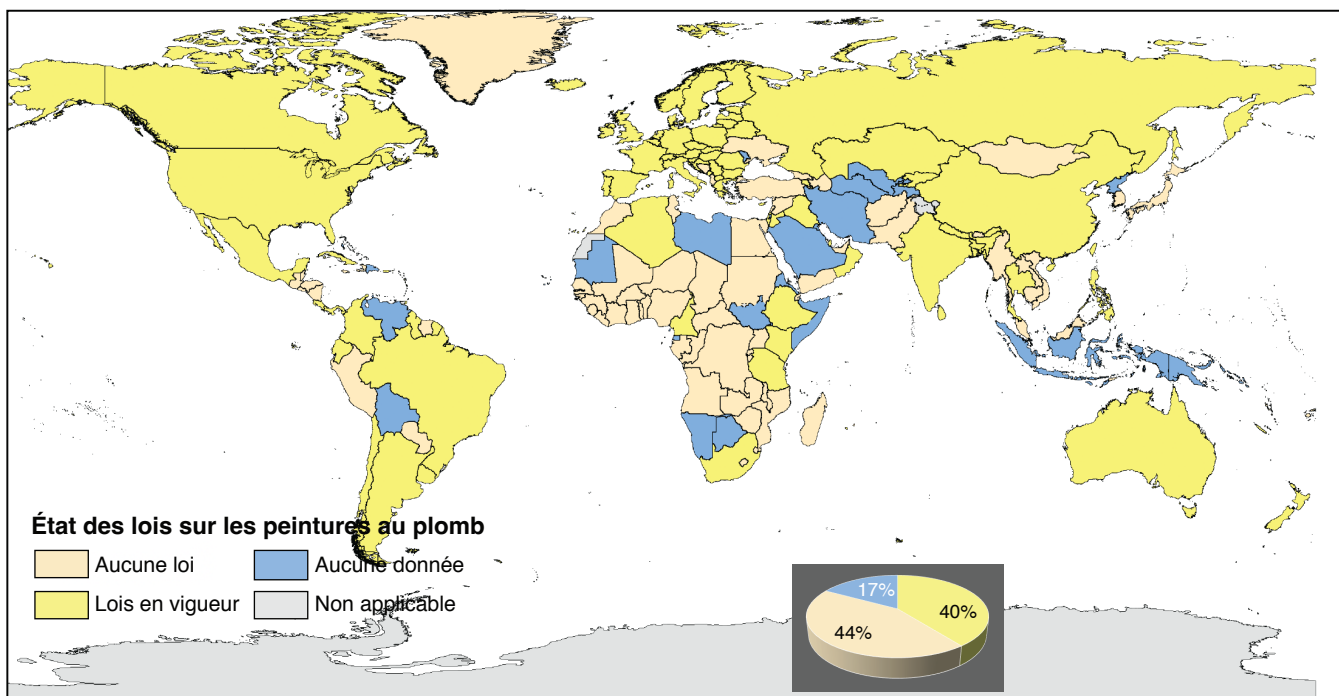 État des lois sur les peintures au plomb
Aucune loi
Aucune donnée
Lois en vigueur
Non applicable
17%
40%
44%